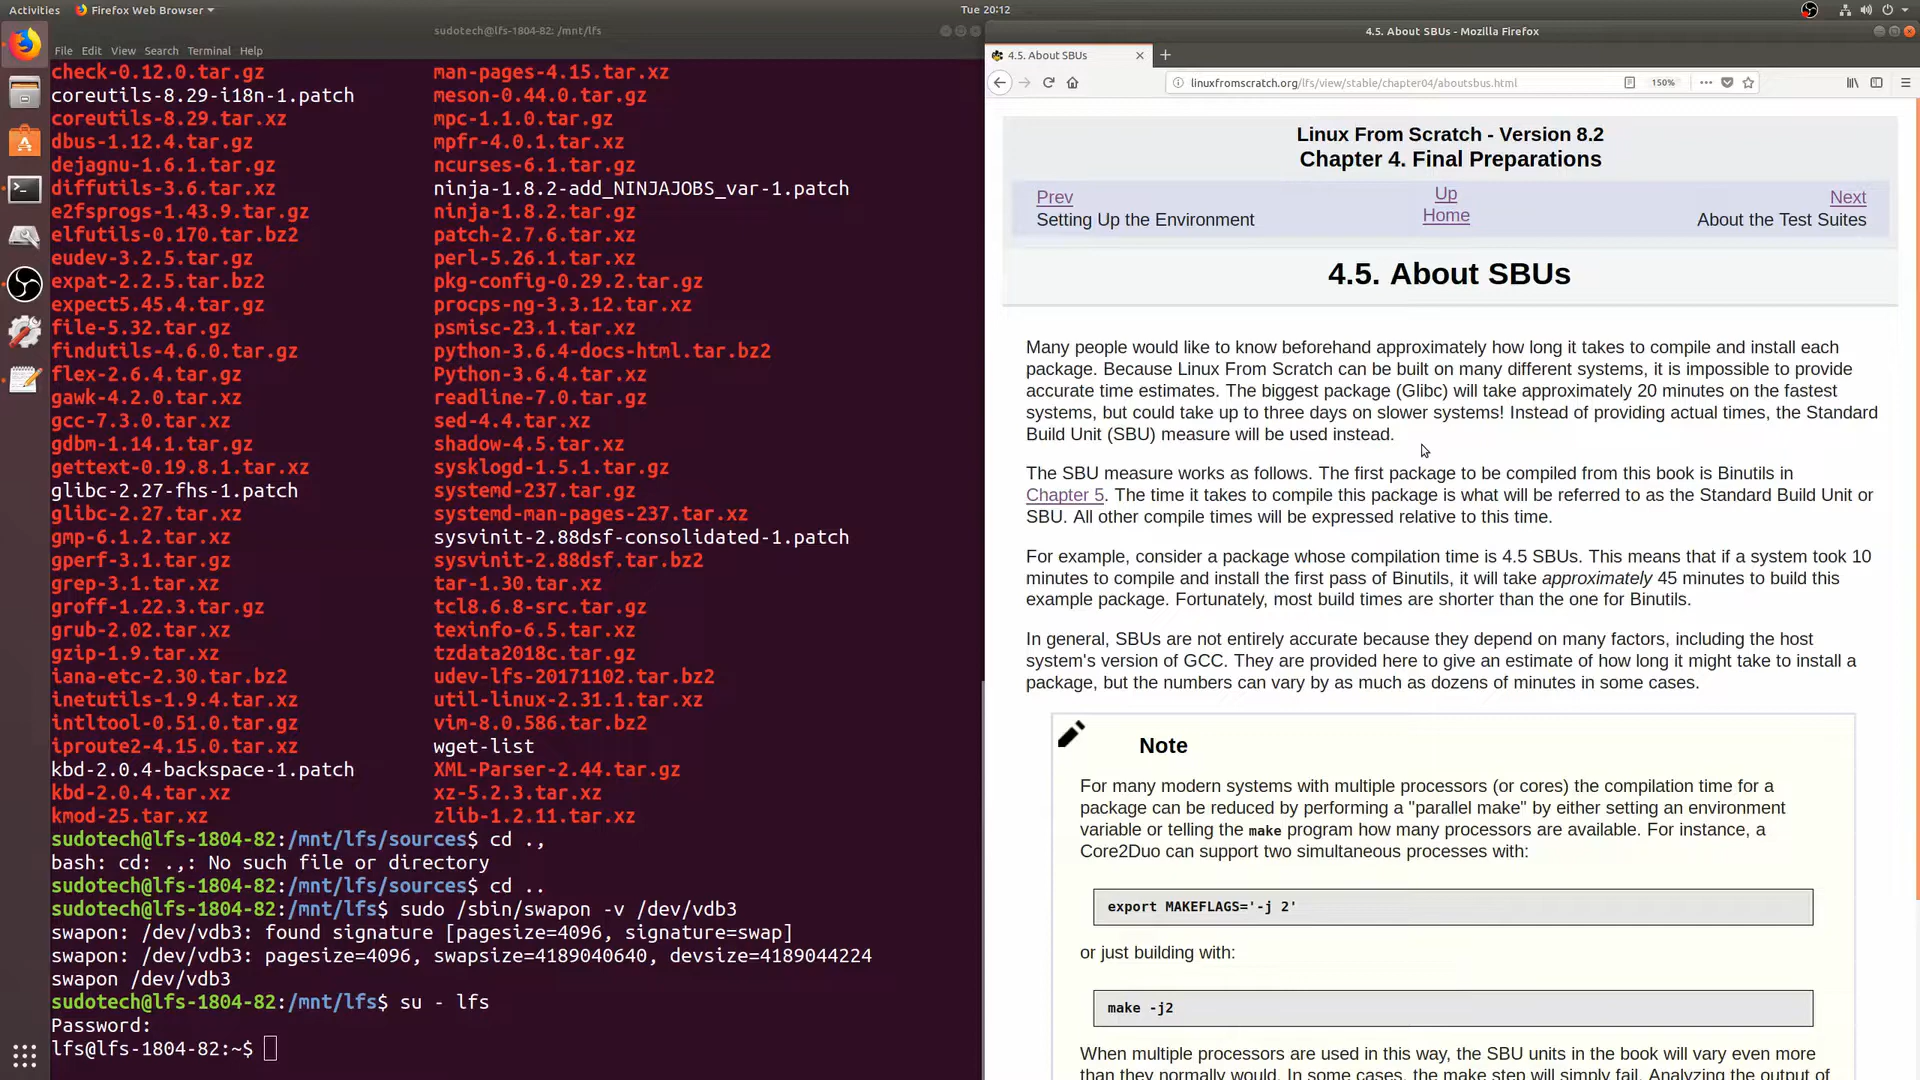 Activities Firefox Web Browser Tue 20:12
sudotech@lfs-1804-82: /mnt/lfs
File Edit View Search Terminal Help
check-0.12.0.tar.gz man-pages-4.15.tar.xz
coreutils-8.29-i18n-1.patch meson-0.44.0.tar.gz
coreutils-8.29.tar.xz mpc-1.1.0.tar.gz
dbus-1.12.4.tar.gz mpfr-4.0.1.tar.xz
dejagnu-1.6.1.tar.gz ncurses-6.1.tar.gz
diffutils-3.6.tar.xz ninja-1.8.2-add_NINJAJOBS_var-1.patch
e2fsprogs-1.43.9.tar.gz ninja-1.8.2.tar.gz
elfutils-0.170.tar.bz2 patch-2.7.6.tar.xz
eudev-3.2.5.tar.gz perl-5.26.1.tar.xz
expat-2.2.5.tar.bz2 pkg-config-0.29.2.tar.gz
expect5.45.4.tar.gz procps-ng-3.3.12.tar.xz
file-5.32.tar.gz psmisc-23.1.tar.xz
findutils-4.6.0.tar.gz python-3.6.4-docs-html.tar.bz2
flex-2.6.4.tar.gz Python-3.6.4.tar.xz
gawk-4.2.0.tar.xz readline-7.0.tar.gz
gcc-7.3.0.tar.xz sed-4.4.tar.xz
gdbm-1.14.1.tar.gz shadow-4.5.tar.xz
gettext-0.19.8.1.tar.xz sysklogd-1.5.1.tar.gz
glibc-2.27-fhs-1.patch systemd-237.tar.gz
glibc-2.27.tar.xz systemd-man-pages-237.tar.xz
gmp-6.1.2.tar.xz sysvinit-2.88dsf-consolidated-1.patch
gperf-3.1.tar.gz sysvinit-2.88dsf.tar.bz2
grep-3.1.tar.xz tar-1.30.tar.xz
groff-1.22.3.tar.gz tcl8.6.8-src.tar.gz
grub-2.02.tar.xz texinfo-6.5.tar.xz
gzip-1.9.tar.xz tzdata2018c.tar.gz
iana-etc-2.30.tar.bz2 udev-lfs-20171102.tar.bz2
inetutils-1.9.4.tar.xz util-linux-2.31.1.tar.xz
intltool-0.51.0.tar.gz vim-8.0.586.tar.bz2
iproute2-4.15.0.tar.xz wget-list
kbd-2.0.4-backspace-1.patch XML-Parser-2.44.tar.gz
kbd-2.0.4.tar.xz xz-5.2.3.tar.xz
kmod-25.tar.xz zlib-1.2.11.tar.xz
sudotech@lfs-1804-82:/mnt/lfs/sources$ cd .,
bash: cd: .,: No such file or directory
sudotech@lfs-1804-82:/mnt/lfs/sources$ cd ..
sudotech@lfs-1804-82:/mnt/lfs$ sudo /sbin/swapon -v /dev/vdb3
swapon: /dev/vdb3: found signature [pagesize=4096, signature=swap]
swapon: /dev/vdb3: pagesize=4096, swapsize=4189040640, devsize=4189044224
swapon /dev/vdb3
sudotech@lfs-1804-82:/mnt/lfs$ su - lfs
Password:
lfs@lfs-1804-82:~$
4.5. About SBUs - Mozilla Firefox
4.5. About SBUs
linuxfromscratch.org/lfs/view/stable/chapter04/aboutsbus.html 150%
Linux From Scratch - Version 8.2
Chapter 4. Final Preparations
Prev Up Next
Setting Up the Environment Home About the Test Suites
4.5. About SBUs
Many people would like to know beforehand approximately how long it takes to compile and install each
package. Because Linux From Scratch can be built on many different systems, it is impossible to provide
accurate time estimates. The biggest package (Glibc) will take approximately 20 minutes on the fastest
systems, but could take up to three days on slower systems! Instead of providing actual times, the Standard
Build Unit (SBU) measure will be used instead.
The SBU measure works as follows. The first package to be compiled from this book is Binutils in
Chapter 5. The time it takes to compile this package is what will be referred to as the Standard Build Unit or
SBU. All other compile times will be expressed relative to this time.
For example, consider a package whose compilation time is 4.5 SBUs. This means that if a system took 10
minutes to compile and install the first pass of Binutils, it will take approximately 45 minutes to build this
example package. Fortunately, most build times are shorter than the one for Binutils.
In general, SBUs are not entirely accurate because they depend on many factors, including the host
system's version of GCC. They are provided here to give an estimate of how long it might take to install a
package, but the numbers can vary by as much as dozens of minutes in some cases.
Note
For many modern systems with multiple processors (or cores) the compilation time for a
package can be reduced by performing a "parallel make" by either setting an environment
variable or telling the make program how many processors are available. For instance, a
Core2Duo can support two simultaneous processes with:
export MAKEFLAGS='-j 2'
or just building with:
make -j2
When multiple processors are used in this way, the SBU units in the book will vary even more
than they normally would. In some cases, the make step will simply fail. Analyzing the output of